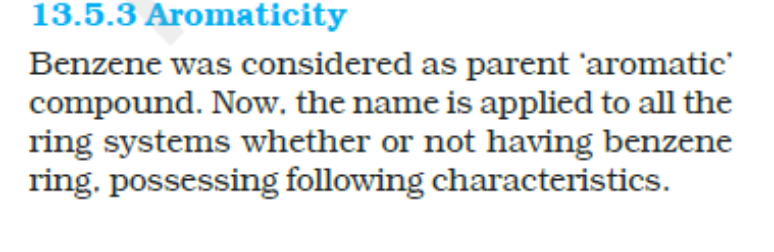 13.5.3 Aromaticity
Benzene was considered as parent ‘aromatic’
compound. Now, the name is applied to all the
ring systems whether or not having benzene
ring, possessing following characteristics.